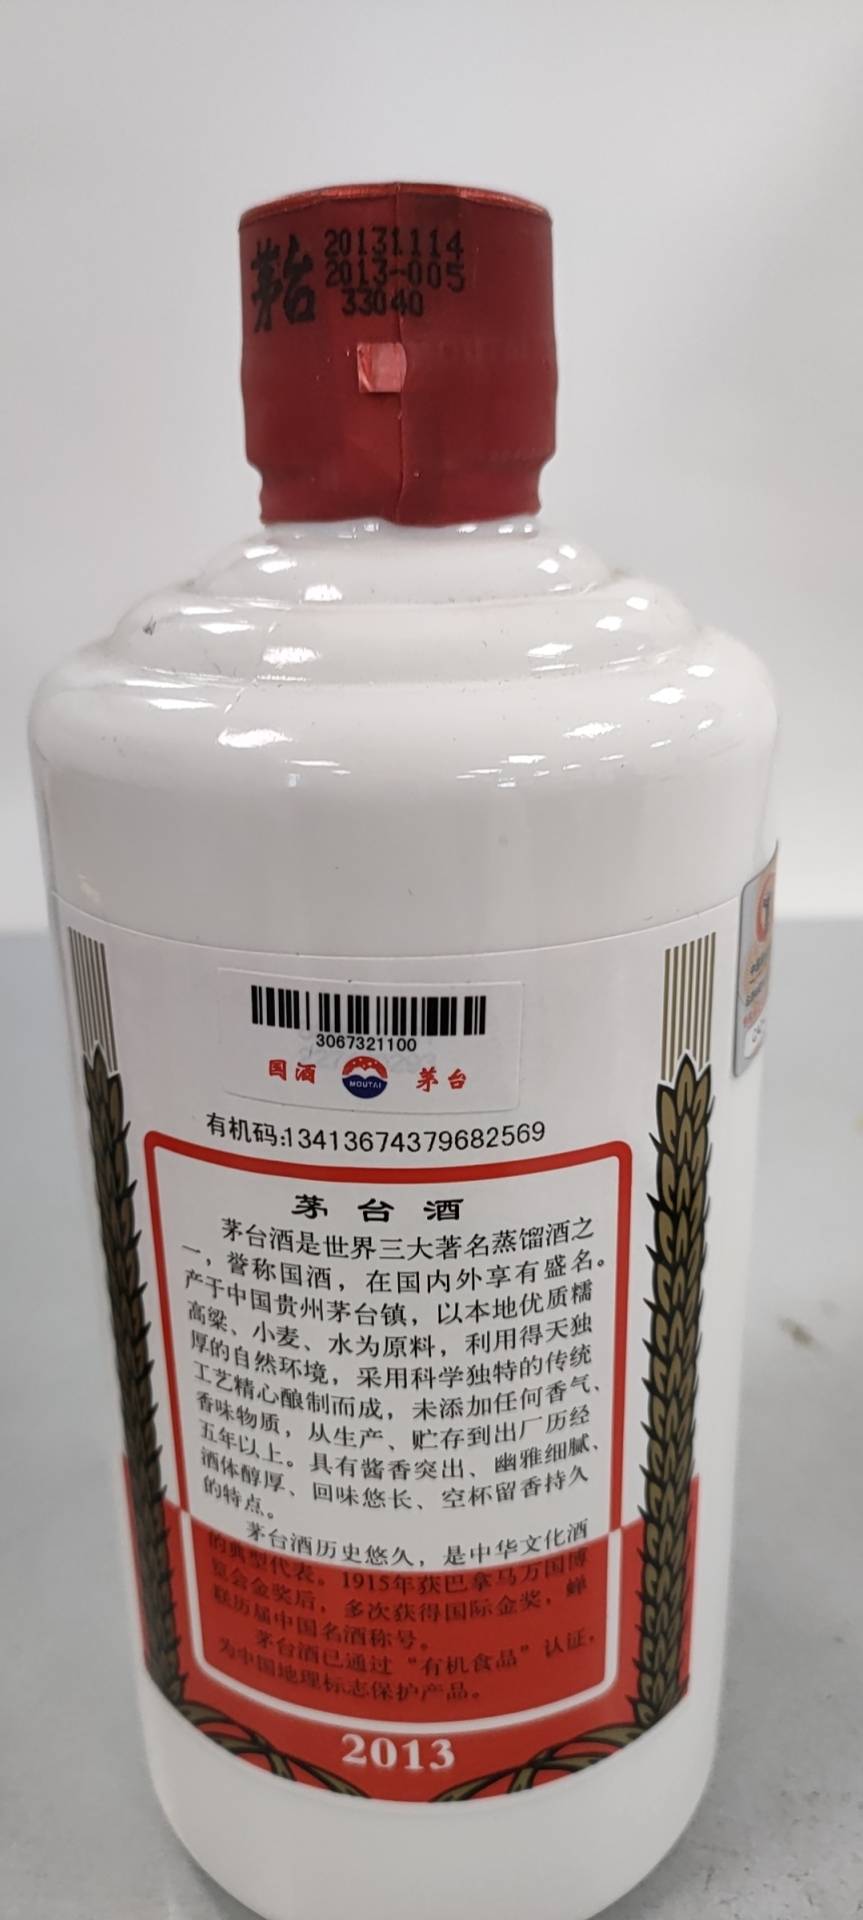 茅台
20131114
2013-005
33040
3067321100
国酒
MOUTAI
茅台
有机码:13413674379682569
茅台酒
茅台酒是世界三大著名蒸馏酒之
一，誉称国酒，在国内外享有盛名。
产于中国贵州茅台镇，以本地优质糯
高粱、小麦、水为原料，利用得天独
厚的自然环境，采用科学独特的传统
工艺精心酿制而成，未添加任何香气、
香味物质，从生产、贮存到出厂历经
五年以上。具有酱香突出、幽雅细腻、
酒体醇厚、回味悠长、空杯留香持久
的特点。
茅台酒历史悠久，是中华文化酒
的典型代表。1915年获巴拿马万国博
览会金奖后，多次获得国际金奖，蝉
联历届中国名酒称号。
茅台酒已通过“有机食品”认证，
为中国地理标志保护产品。
2013